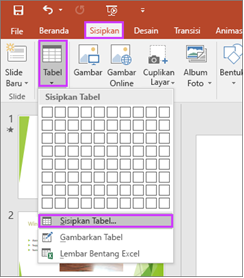 File Beranda Sisipkan Desain Transisi Animas
Slide Baru Tabel Gambar Gambar Online Cuplikan Layar Album Foto Bentuk
Slide
Sisipkan Tabel
1
2
Sisipkan Tabel...
Gambarkan Tabel
Lembar Bentang Excel